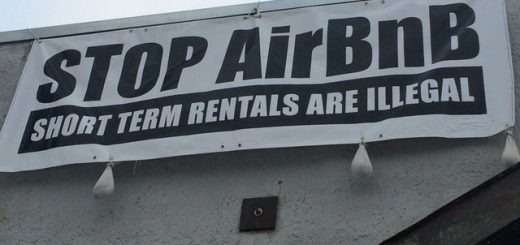 STOP AirBnB
SHORT TERM RENTALS ARE ILLEGAL